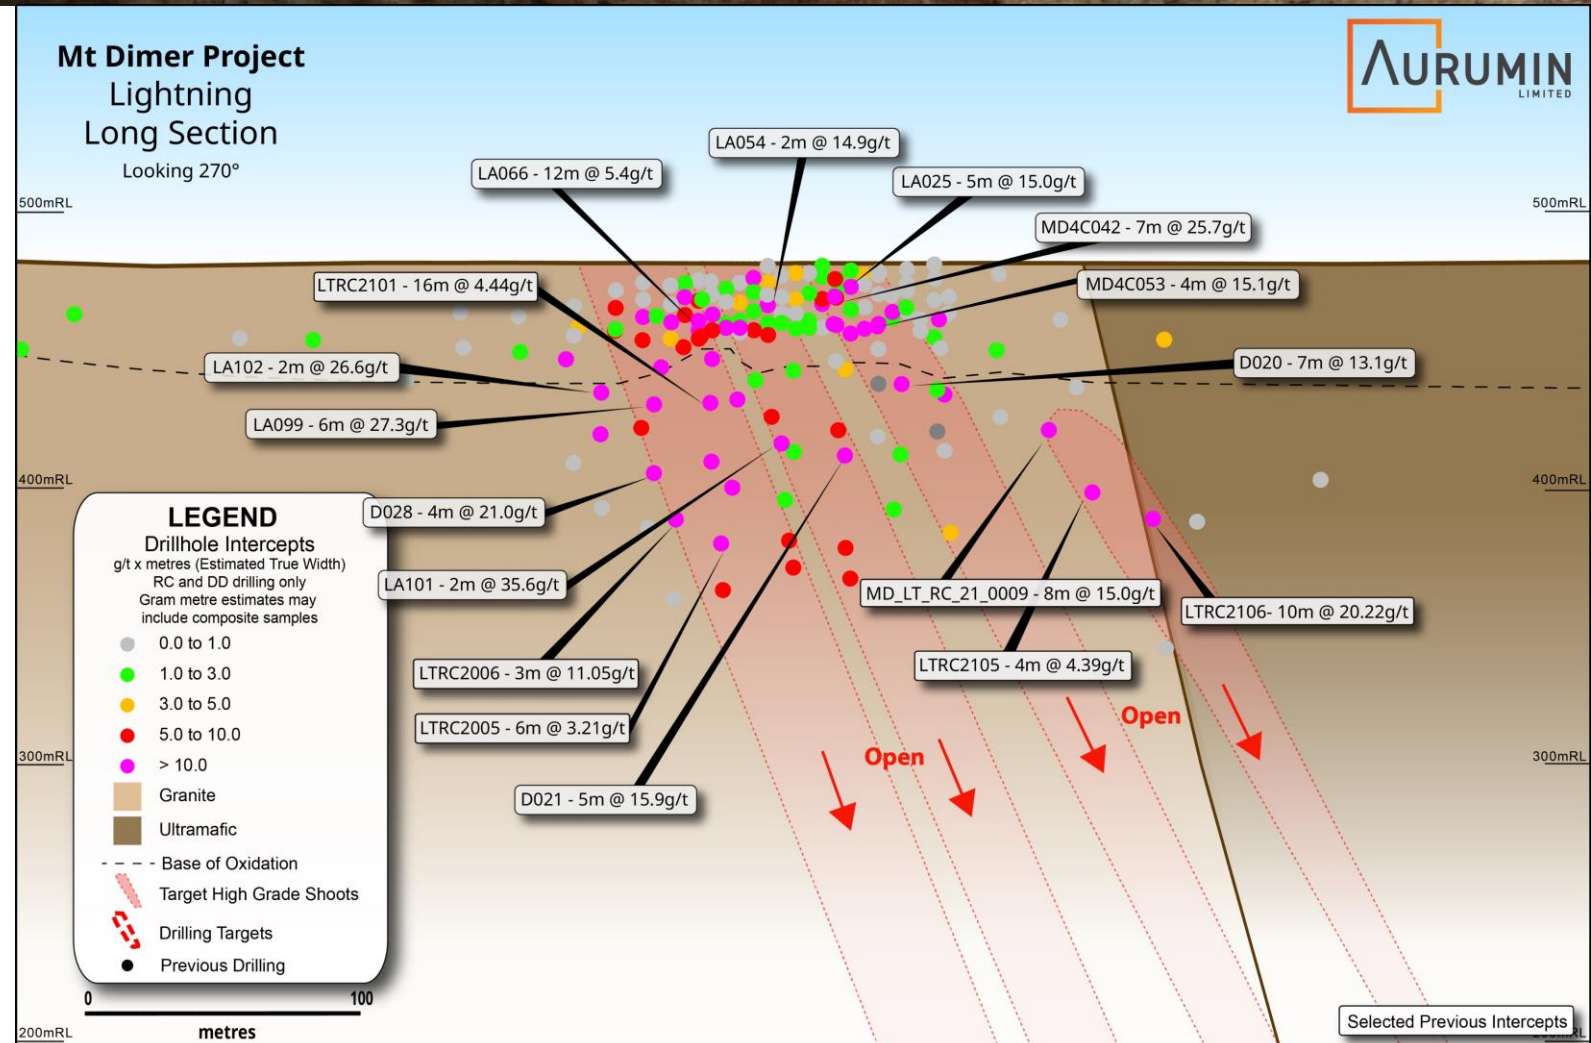 Mt Dimer Project
Lightning
Long Section
Looking 270°
AURUMIN
LIMITED
LA054 - 2m @ 14.9g/t
LA066 - 12m @ 5.4g/t
LA025 - 5m @ 15.0g/t
500mRL
500mRL
MD4C042 - 7m @ 25.7g/t
LTRC2101 - 16m @ 4.44g/t
MD4C053 - 4m @ 15.1g/t
LA102 - 2m @ 26.6g/t
D020 - 7m @ 13.1g/t
LA099 - 6m @ 27.3g/t
400mRL
400mRL
D028 - 4m @ 21.0g/t
LA101 - 2m @ 35.6g/t
MD_LT_RC_21_0009 - 8m @ 15.0g/t
LTRC2106- 10m @ 20.22g/t
LTRC2006 - 3m @ 11.05g/t
LTRC2105 - 4m @ 4.39g/t
LTRC2005 - 6m @ 3.21g/t
Open
Open
300mRL
300mRL
D021 - 5m @ 15.9g/t
LEGEND
Drillhole Intercepts
g/t x metres (Estimated True Width)
RC and DD drilling only
Gram metre estimates may
include composite samples
0.0 to 1.0
1.0 to 3.0
3.0 to 5.0
5.0 to 10.0
> 10.0
Granite
Ultramafic
Base of Oxidation
Target High Grade Shoots
Drilling Targets
Previous Drilling
0 100
metres
200mRL
Selected Previous Intercepts